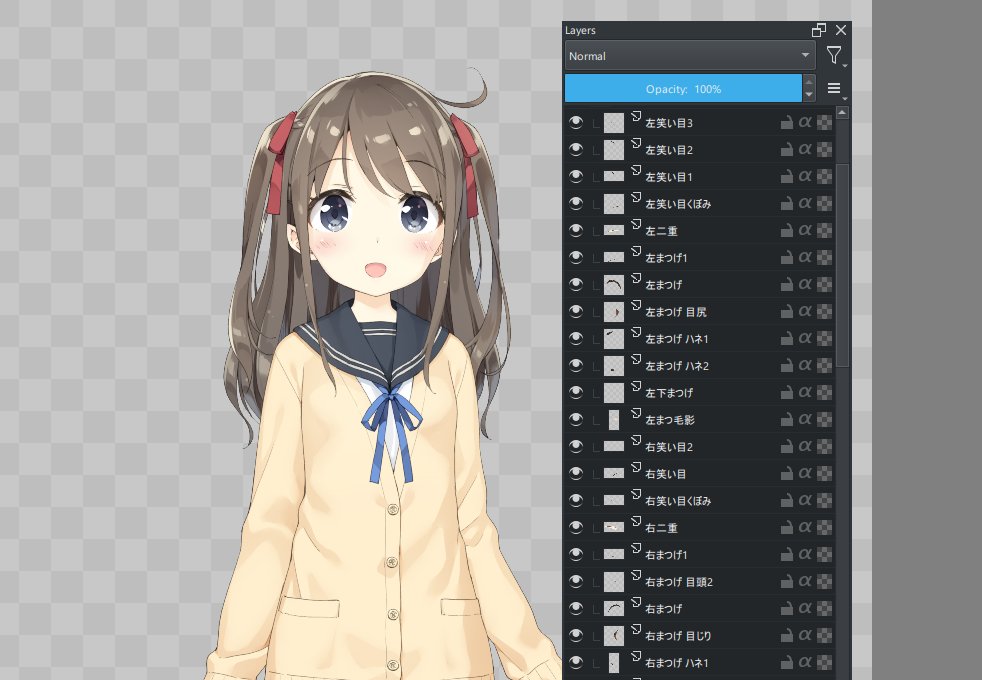 Layers
Normal
Opacity: 100%
左笑い目3
左笑い目2
左笑い目1
左笑い目くぼみ
左二重
左まつげ1
左まつげ
左まつげ 目尻
左まつげ ハネ1
左まつげ ハネ2
左下まつげ
左まつ毛影
右笑い目2
右笑い目
右笑い目くぼみ
右二重
右まつげ1
右まつげ 目頭2
右まつげ
右まつげ 目じり
右まつげ ハネ1